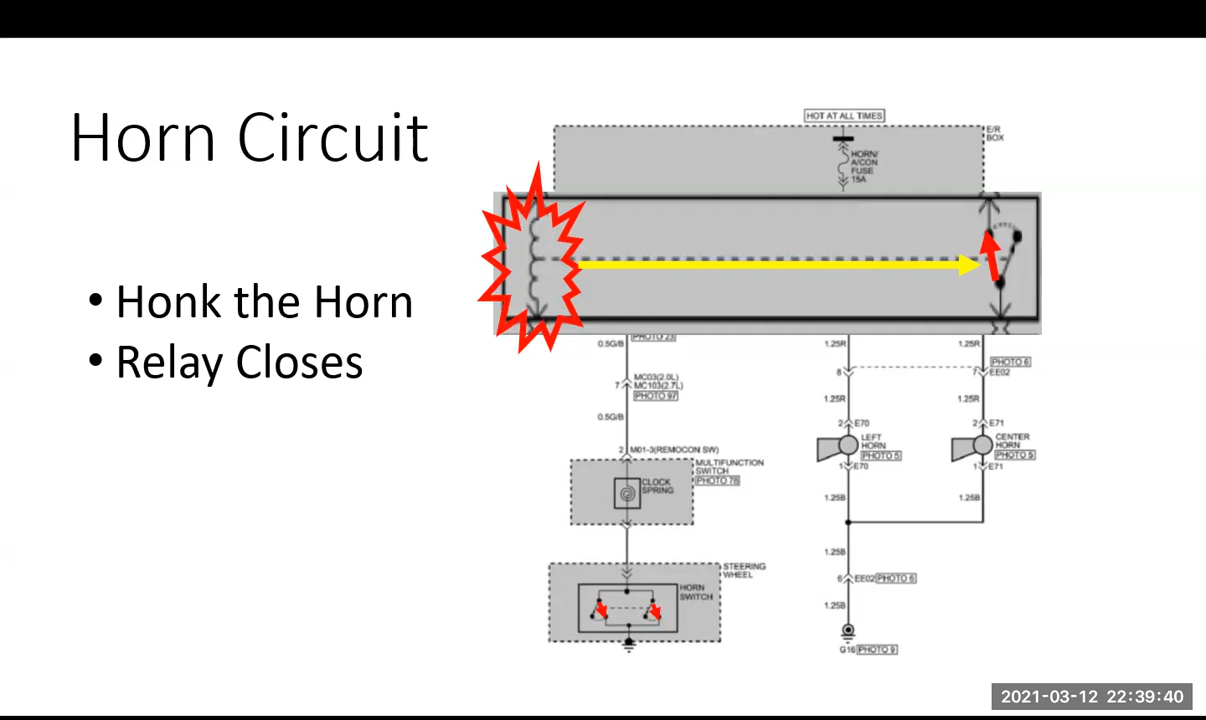 Horn Circuit
• Honk the Horn
• Relay Closes
HOT AT ALL TIMES
E/R
BOX
HORN/
A/CON
FUSE
15A
0.5G/B
PHOTO 23
1.25R
1.25R
PHOTO 6
7
MC03(2.0L)
MC103(2.7L)
PHOTO 97
8
7
EE02
0.5G/B
1.25R
1.25R
2
E70
2
E71
LEFT
HORN
PHOTO 5
CENTER
HORN
PHOTO 5
2
M01-3(REMOCON SW)
MULTIFUNCTION
SWITCH
PHOTO 78
1
E70
1
E71
CLOCK
SPRING
1.25B
1.25B
1.25B
STEERING
WHEEL
6
EE02
PHOTO 6
HORN
SWITCH
1.25B
G16
PHOTO 9
2021-03-12 22:39:40